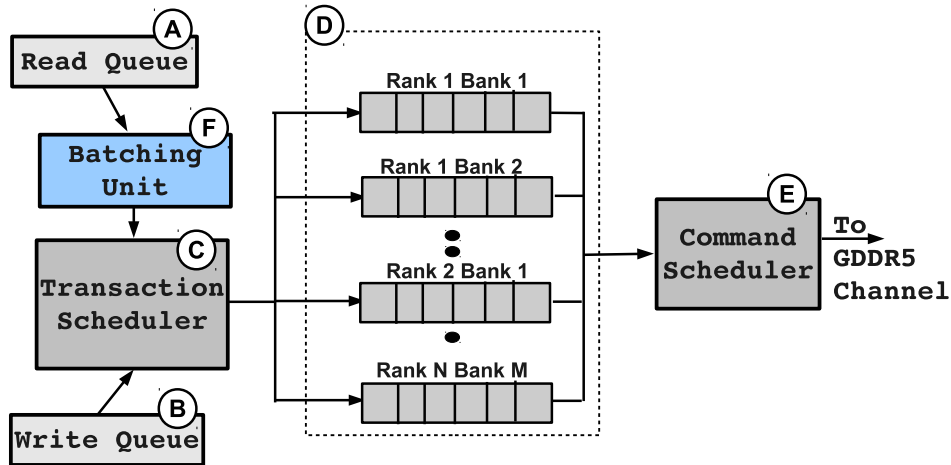 A
Read Queue
F
Batching
Unit
C
Transaction
Scheduler
B
Write Queue
D
Rank 1 Bank 1
Rank 1 Bank 2
Rank 2 Bank 1
Rank N Bank M
E
Command
Scheduler
To
GDDR5
Channel